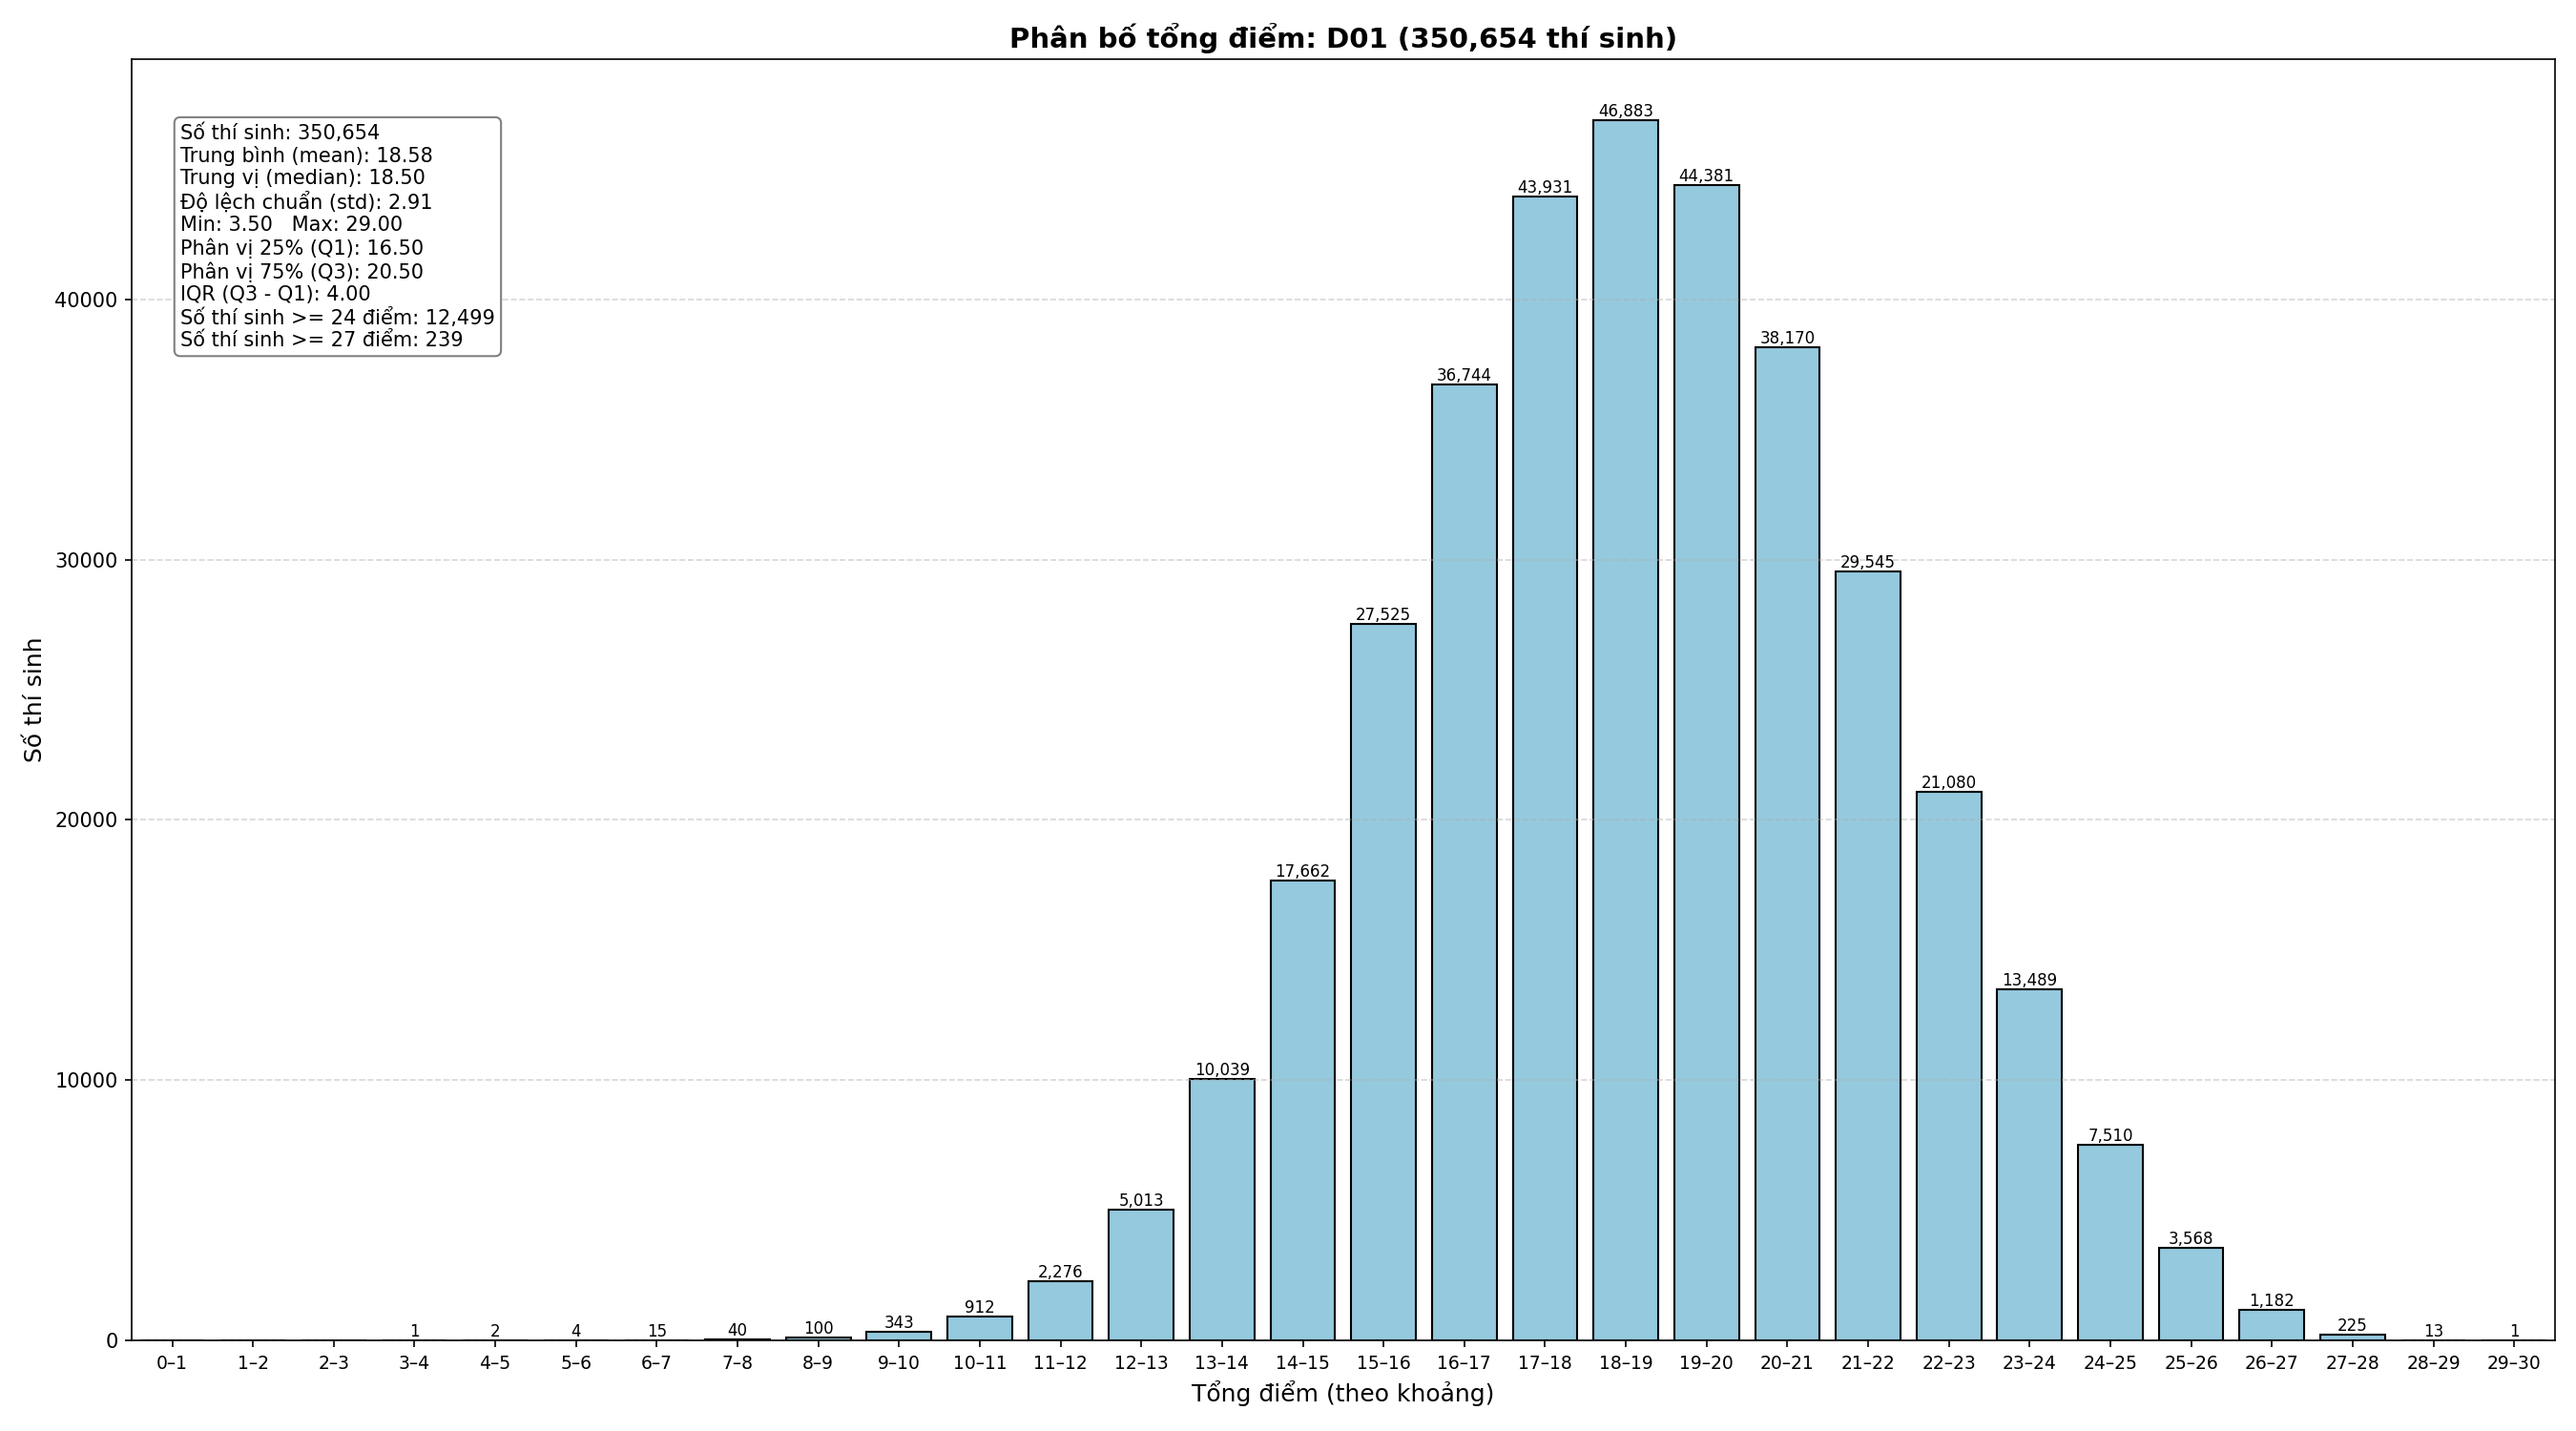 Phân bố tổng điểm: D01 (350,654 thí sinh)
Số thí sinh: 350,654
Trung bình (mean): 18.58
Trung vị (median): 18.50
Độ lệch chuẩn (std): 2.91
Min: 3.50   Max: 29.00
Phân vị 25% (Q1): 16.50
Phân vị 75% (Q3): 20.50
IQR (Q3 - Q1): 4.00
Số thí sinh >= 24 điểm: 12,499
Số thí sinh >= 27 điểm: 239
Số thí sinh
40000
30000
20000
10000
0
1 2 4 15 40 100 343 912 2,276 5,013 10,039 17,662 27,525 36,744 43,931 46,883 44,381 38,170 29,545 21,080 13,489 7,510 3,568 1,182 225 13 1
0–1 1–2 2–3 3–4 4–5 5–6 6–7 7–8 8–9 9–10 10–11 11–12 12–13 13–14 14–15 15–16 16–17 17–18 18–19 19–20 20–21 21–22 22–23 23–24 24–25 25–26 26–27 27–28 28–29 29–30
Tổng điểm (theo khoảng)